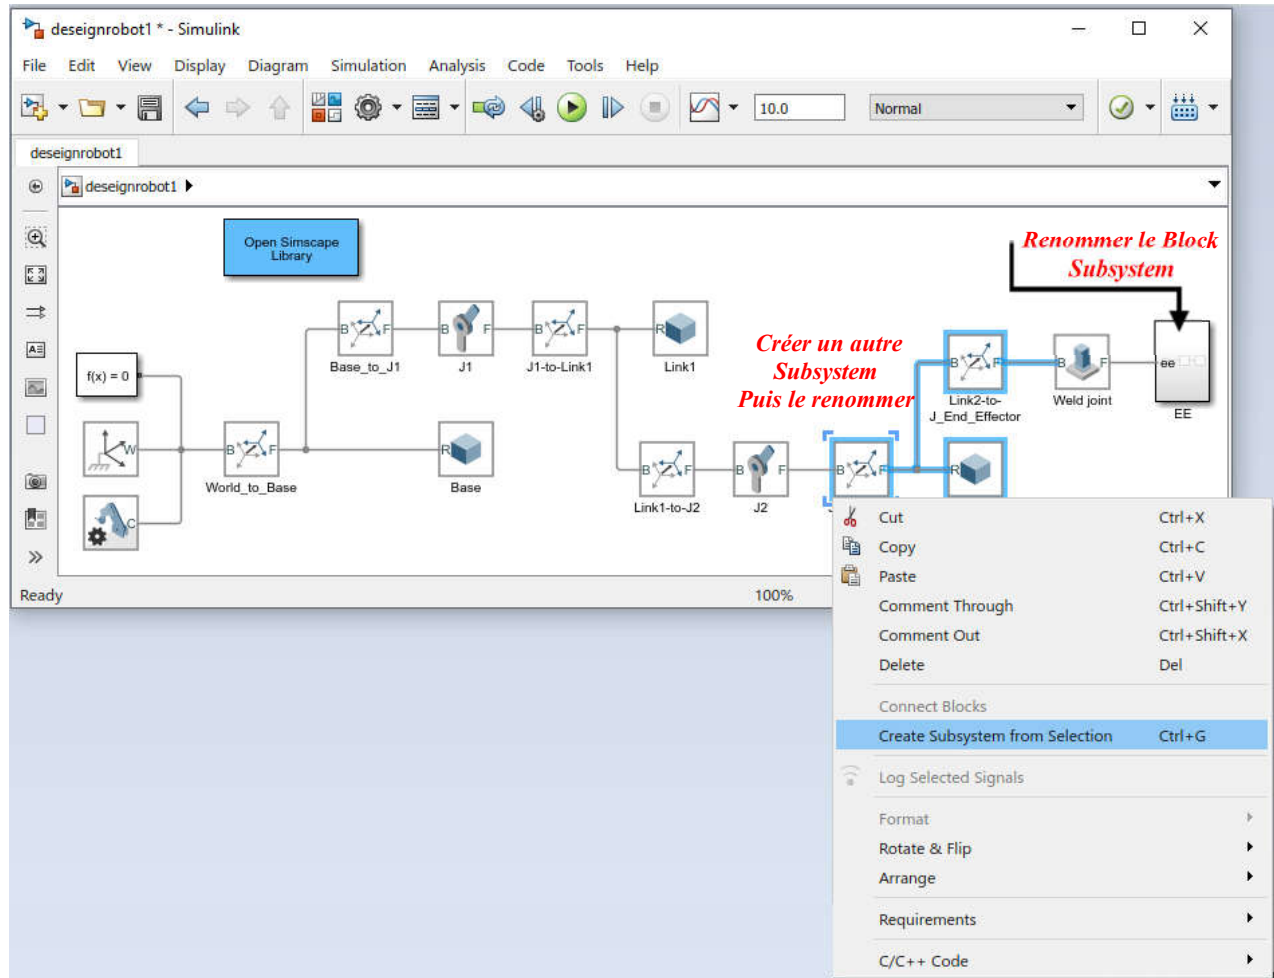 deseignrobot1 * - Simulink
File Edit View Display Diagram Simulation Analysis Code Tools Help
10.0 Normal
deseignrobot1
deseignrobot1
Open Simscape
Library
Renommer le Block
Subsystem
B F
Base_to_J1
B F
J1
B F
J1-to-Link1
R
Link1
f(x) = 0
Créer un autre
Subsystem
Puis le renommer
B F
Link2-to-
J_End_Effector
B F
Weld joint
ee
EE
W
B F
World_to_Base
R
Base
B F
Link1-to-J2
B F
J2
B F
R
C
Ready 100%
Cut Ctrl+X
Copy Ctrl+C
Paste Ctrl+V
Comment Through Ctrl+Shift+Y
Comment Out Ctrl+Shift+X
Delete Del
Connect Blocks
Create Subsystem from Selection Ctrl+G
Log Selected Signals
Format
Rotate & Flip
Arrange
Requirements
C/C++ Code